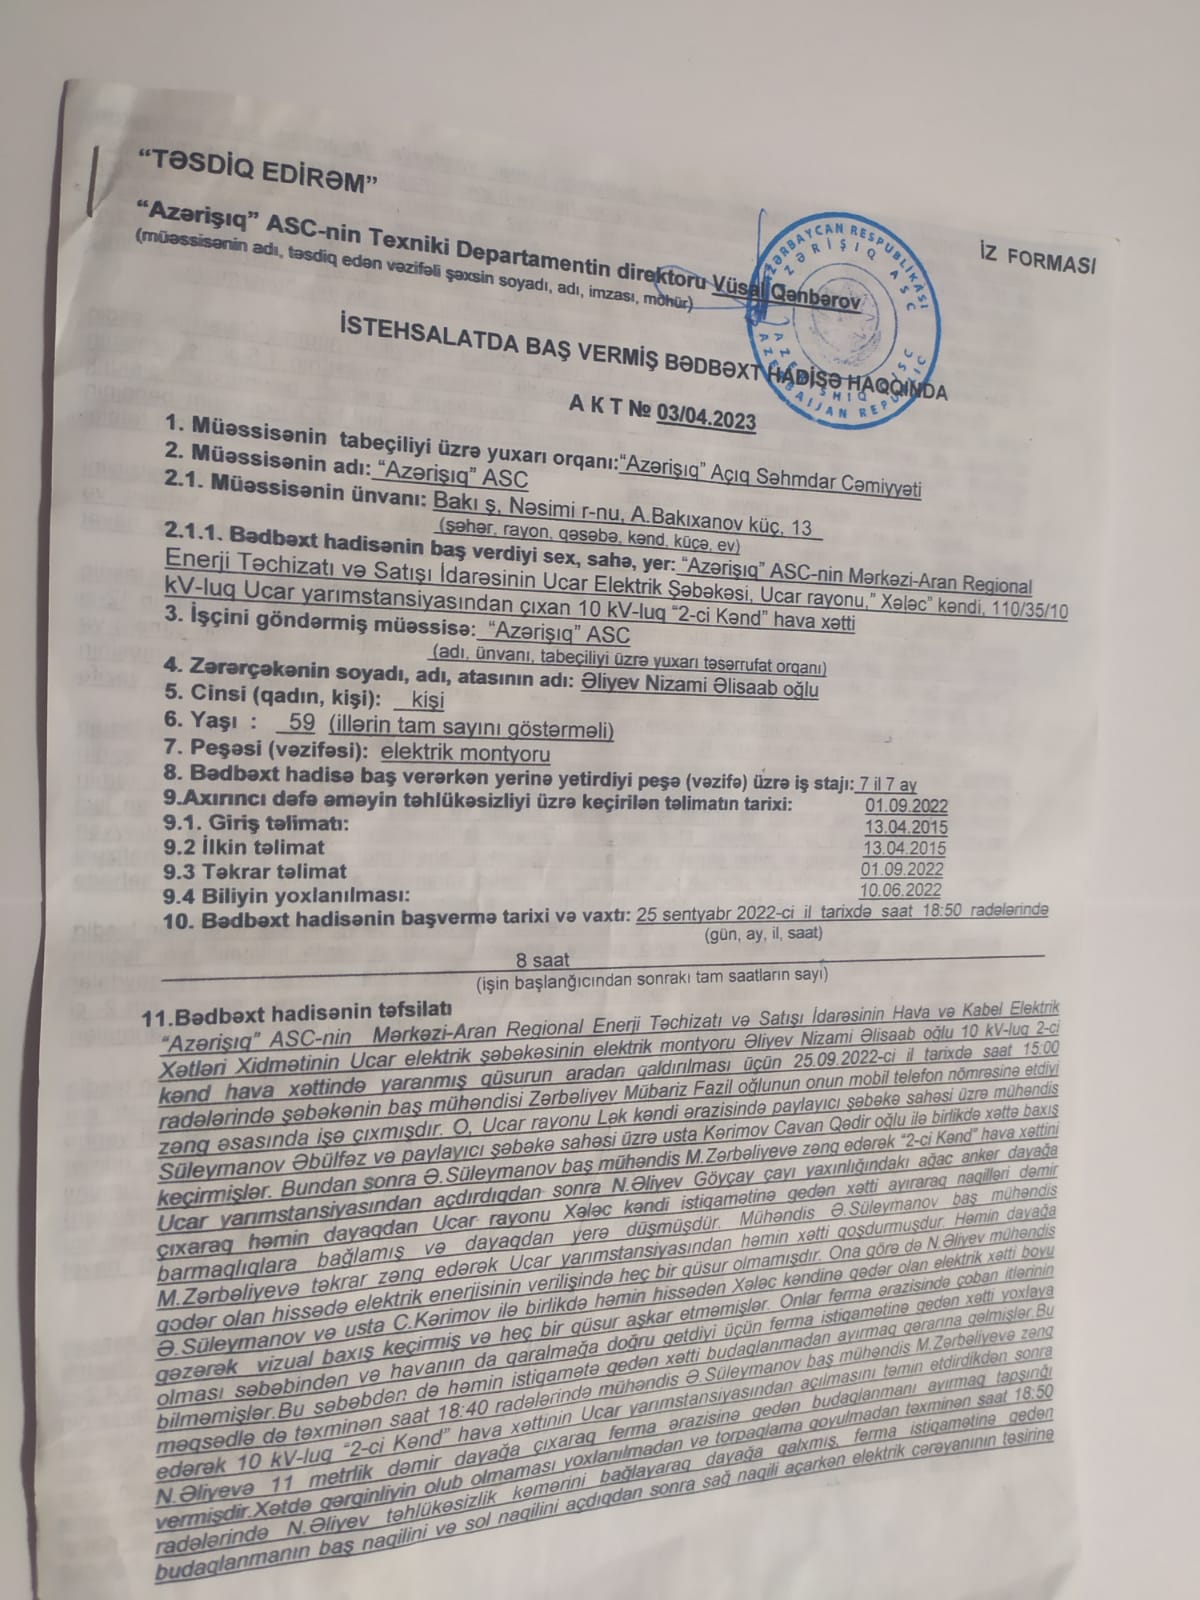 “TƏSDİQ EDİRƏM”
İZ FORMASI
“Azərişıq” ASC-nin Texniki Departamentin direktoru Vüsal Qənbərov
(müəssisənin adı, təsdiq edən vəzifəli şəxsin soyadı, adı, imzası, möhür)
AZƏRBAYCAN RESPUBLİKASI
AZƏRİŞIQ ASC
AZERISHIQ JSC
AZERBAIJAN REPUBLIC
İSTEHSALATDA BAŞ VERMİŞ BƏDBƏXT HADİSƏ HAQQINDA
A K T № 03/04.2023
1. Müəssisənin tabeçiliyi üzrə yuxarı orqanı:“Azərişıq” Açıq Səhmdar Cəmiyyəti
2. Müəssisənin adı: “Azərişıq” ASC
2.1. Müəssisənin ünvanı: Bakı ş, Nəsimi r-nu, A.Bakıxanov küç, 13
(şəhər, rayon, qəsəbə, kənd, küçə, ev)
2.1.1. Bədbəxt hadisənin baş verdiyi sex, sahə, yer: “Azərişıq” ASC-nin Mərkəzi-Aran Regional
Enerji Təchizatı və Satışı İdarəsinin Ucar Elektrik Şəbəkəsi, Ucar rayonu,” Xələc” kəndi, 110/35/10
kV-luq Ucar yarımstansiyasından çıxan 10 kV-luq “2-ci Kənd” hava xətti
3. İşçini göndərmiş müəssisə: “Azərişıq” ASC
(adı, ünvanı, tabeçiliyi üzrə yuxarı təsərrufat orqanı)
4. Zərərçəkənin soyadı, adı, atasının adı: Əliyev Nizami Əlisaab oğlu
5. Cinsi (qadın, kişi): kişi
6. Yaşı : 59 (illərin tam sayını göstərməli)
7. Peşəsi (vəzifəsi): elektrik montyoru
8. Bədbəxt hadisə baş verərkən yerinə yetirdiyi peşə (vəzifə) üzrə iş stajı: 7 il 7 ay
9.Axırıncı dəfə əməyin təhlükəsizliyi üzrə keçirilən təlimatın tarixi: 01.09.2022
9.1. Giriş təlimatı: 13.04.2015
9.2 İlkin təlimat 13.04.2015
9.3 Təkrar təlimat 01.09.2022
9.4 Biliyin yoxlanılması: 10.06.2022
10. Bədbəxt hadisənin başvermə tarixi və vaxtı: 25 sentyabr 2022-ci il tarixdə saat 18:50 radələrində
(gün, ay, il, saat)
8 saat
(işin başlanğıcından sonrakı tam saatların sayı)
11.Bədbəxt hadisənin təfsilatı
“Azərişıq” ASC-nin Mərkəzi-Aran Regional Enerji Təchizatı və Satışı İdarəsinin Hava və Kabel Elektrik
Xətləri Xidmətinin Ucar elektrik şəbəkəsinin elektrik montyoru Əliyev Nizami Əlisaab oğlu 10 kV-luq 2-ci
kənd hava xəttində yaranmış qüsurun aradan qaldırılması üçün 25.09.2022-ci il tarixdə saat 15:00
radələrində şəbəkənin baş mühəndisi Zərbəliyev Mübariz Fazil oğlunun onun mobil telefon nömrəsinə etdiyi
zəng əsasında işə çıxmışdır. O, Ucar rayonu Lək kəndi ərazisində paylayıcı şəbəkə sahəsi üzrə mühəndis
Süleymanov Əbülfəz və paylayıcı şəbəkə sahəsi üzrə usta Kərimov Cavan Qədir oğlu ilə birlikdə xəttə baxış
keçirmişlər. Bundan sonra Ə.Süleymanov baş mühəndis M.Zərbəliyevə zəng edərək “2-ci Kənd” hava xəttini
Ucar yarımstansiyasından açdırdıqdan sonra N.Əliyev Göyçay çayı yaxınlığındakı ağac anker dayağa
çıxaraq həmin dayaqdan Ucar rayonu Xələc kəndi istiqamətinə gedən xətti ayıraraq naqilləri dəmir
barmaqlıqlara bağlamış və dayaqdan yerə düşmüşdür. Mühəndis Ə.Süleymanov baş mühəndis
M.Zərbəliyevə təkrar zəng edərək Ucar yarımstansiyasından həmin xətti qoşdurmuşdur. Həmin dayağa
qədər olan hissədə elektrik enerjisinin verilişində heç bir qüsur olmamışdır. Ona görə də N.Əliyev mühəndis
Ə.Süleymanov və usta C.Kərimov ilə birlikdə həmin hissədən Xələc kəndinə qədər olan elektrik xətti boyu
gəzərək vizual baxış keçirmiş və heç bir qüsur aşkar etməmişlər. Onlar ferma ərazisində çoban itlərinin
olması səbəbindən və havanın da qaralmağa doğru getdiyi üçün ferma istiqamətinə gedən xətti yoxlaya
bilməmişlər.Bu səbəbdən də həmin istiqamətə gedən xətti budaqlanmadan ayırmaq qərarına gəlmişlər.Bu
məqsədlə də təxminən saat 18:40 radələrində mühəndis Ə.Süleymanov baş mühəndis M.Zərbəliyevə zəng
edərək 10 kV-luq “2-ci Kənd” hava xəttinin Ucar yarımstansiyasından açılmasını təmin etdirdikdən sonra
N.Əliyevə 11 metrlik dəmir dayağa çıxaraq ferma ərazisinə gedən budaqlanmanı ayırmaq tapşırığı
vermişdir.Xətdə gərginliyin olub olmaması yoxlanılmadan və torpaqlama qoyulmadan təxminən saat 18:50
radələrində N.Əliyev təhlükəsizlik kəmərini bağlayaraq dayağa qalxmış, ferma istiqamətinə gedən
budaqlanmanın baş naqilini və sol naqilini açdıqdan sonra sağ naqili açarkən elektrik cərəyanının təsirinə